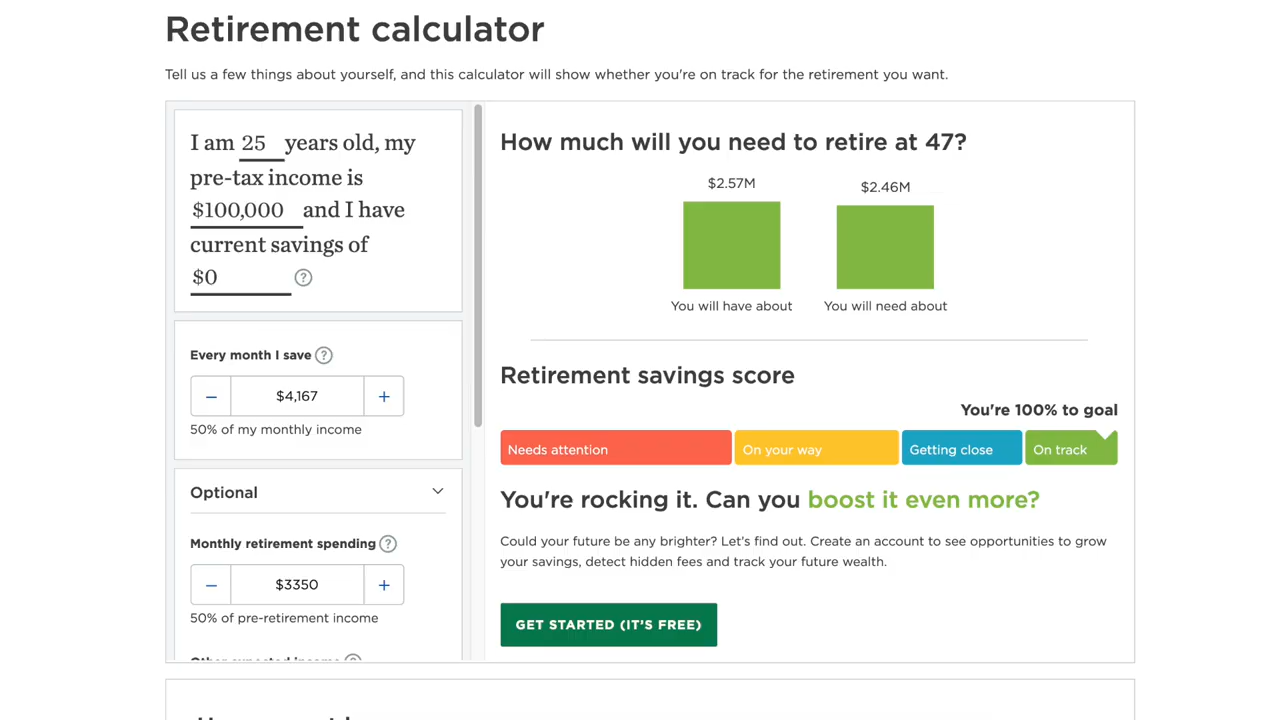 Retirement calculator
Tell us a few things about yourself, and this calculator will show whether you're on track for the retirement you want.
I am 25 years old, my
pre-tax income is
$100,000 and I have
current savings of
$0 ?
Every month I save ?
− $4,167 +
50% of my monthly income
Optional
Monthly retirement spending ?
− $3350 +
50% of pre-retirement income
How much will you need to retire at 47?
$2.57M
$2.46M
You will have about
You will need about
Retirement savings score
You're 100% to goal
Needs attention
On your way
Getting close
On track
You're rocking it. Can you boost it even more?
Could your future be any brighter? Let's find out. Create an account to see opportunities to grow
your savings, detect hidden fees and track your future wealth.
GET STARTED (IT'S FREE)